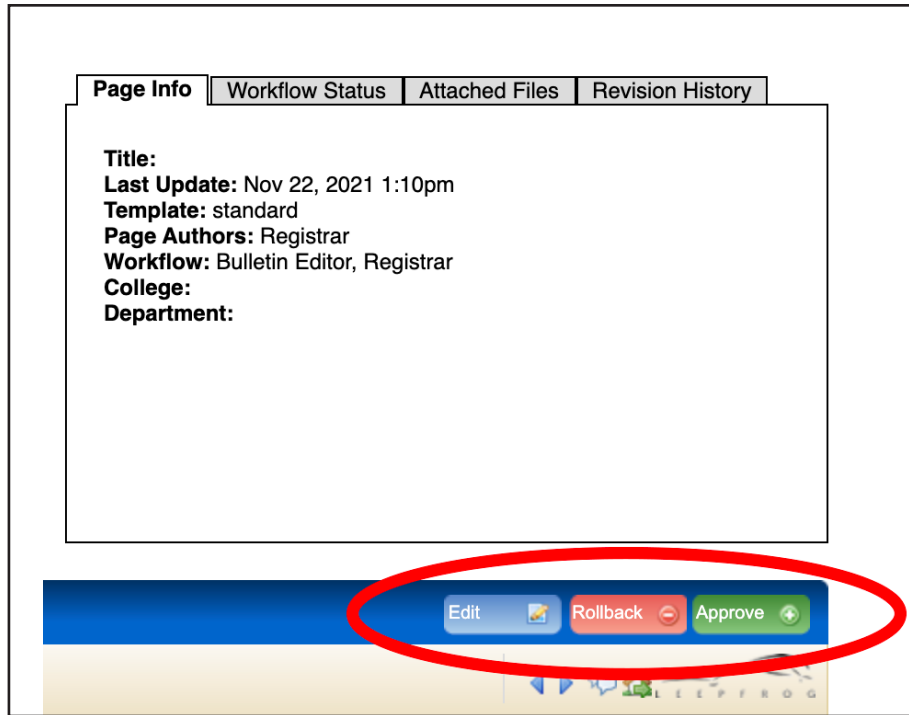 Page Info Workflow Status Attached Files Revision History
Title:
Last Update: Nov 22, 2021 1:10pm
Template: standard
Page Authors: Registrar
Workflow: Bulletin Editor, Registrar
College:
Department:
Edit Rollback Approve
LEEPFROG